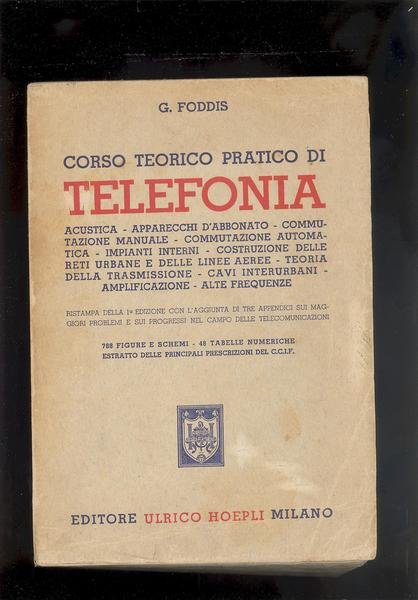 G. FODDIS
CORSO TEORICO PRATICO DI
TELEFONIA
ACUSTICA - APPARECCHI D'ABBONATO - COMMU-
TAZIONE MANUALE - COMMUTAZIONE AUTOMA-
TICA - IMPIANTI INTERNI - COSTRUZIONE DELLE
RETI URBANE E DELLE LINEE AEREE - TEORIA
DELLA TRASMISSIONE - CAVI INTERURBANI -
AMPLIFICAZIONE - ALTE FREQUENZE
RISTAMPA DELLA 1ª EDIZIONE CON L'AGGIUNTA DI TRE APPENDICI SUI MAG-
GIORI PROBLEMI E SUI PROGRESSI NEL CAMPO DELLE TELECOMUNICAZIONI
788 FIGURE E SCHEMI - 48 TABELLE NUMERICHE
ESTRATTO DELLE PRINCIPALI PRESCRIZIONI DEL C.C.I.F.
EDITORE ULRICO HOEPLI MILANO